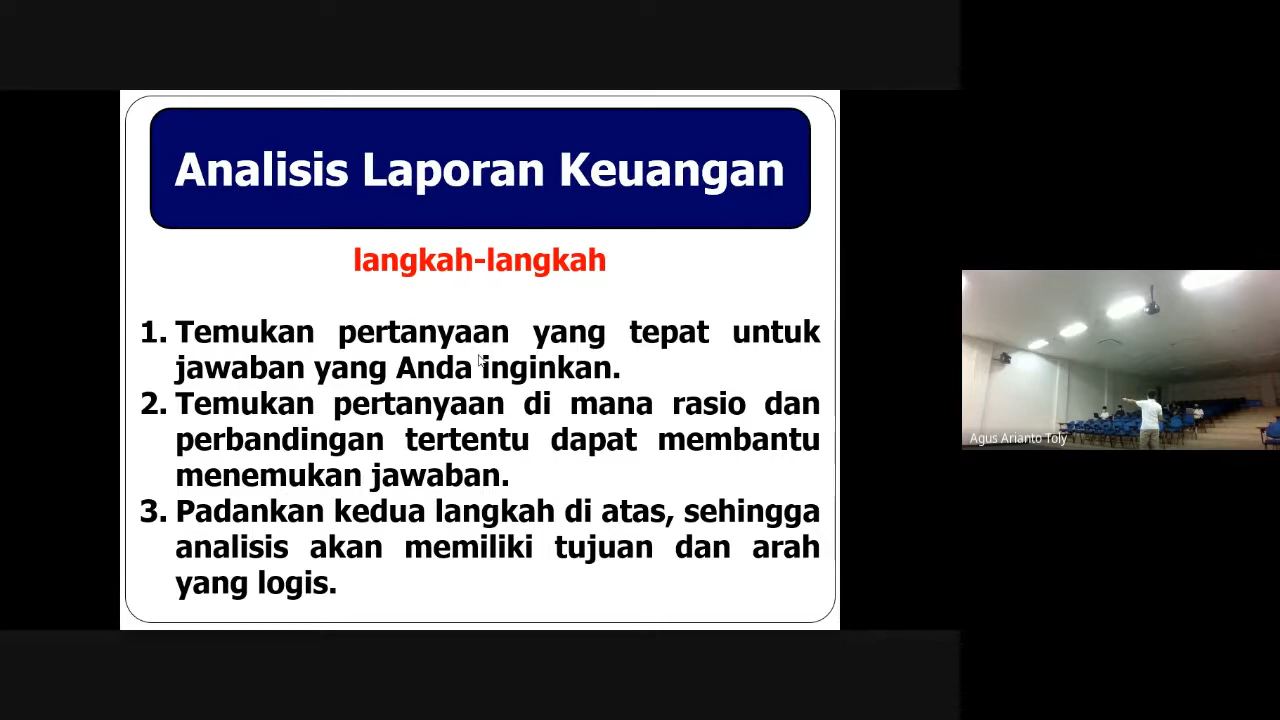 Analisis Laporan Keuangan
langkah-langkah
1. Temukan pertanyaan yang tepat untuk
jawaban yang Anda inginkan.
2. Temukan pertanyaan di mana rasio dan
perbandingan tertentu dapat membantu
menemukan jawaban.
3. Padankan kedua langkah di atas, sehingga
analisis akan memiliki tujuan dan arah
yang logis.
Agus Arianto Toly